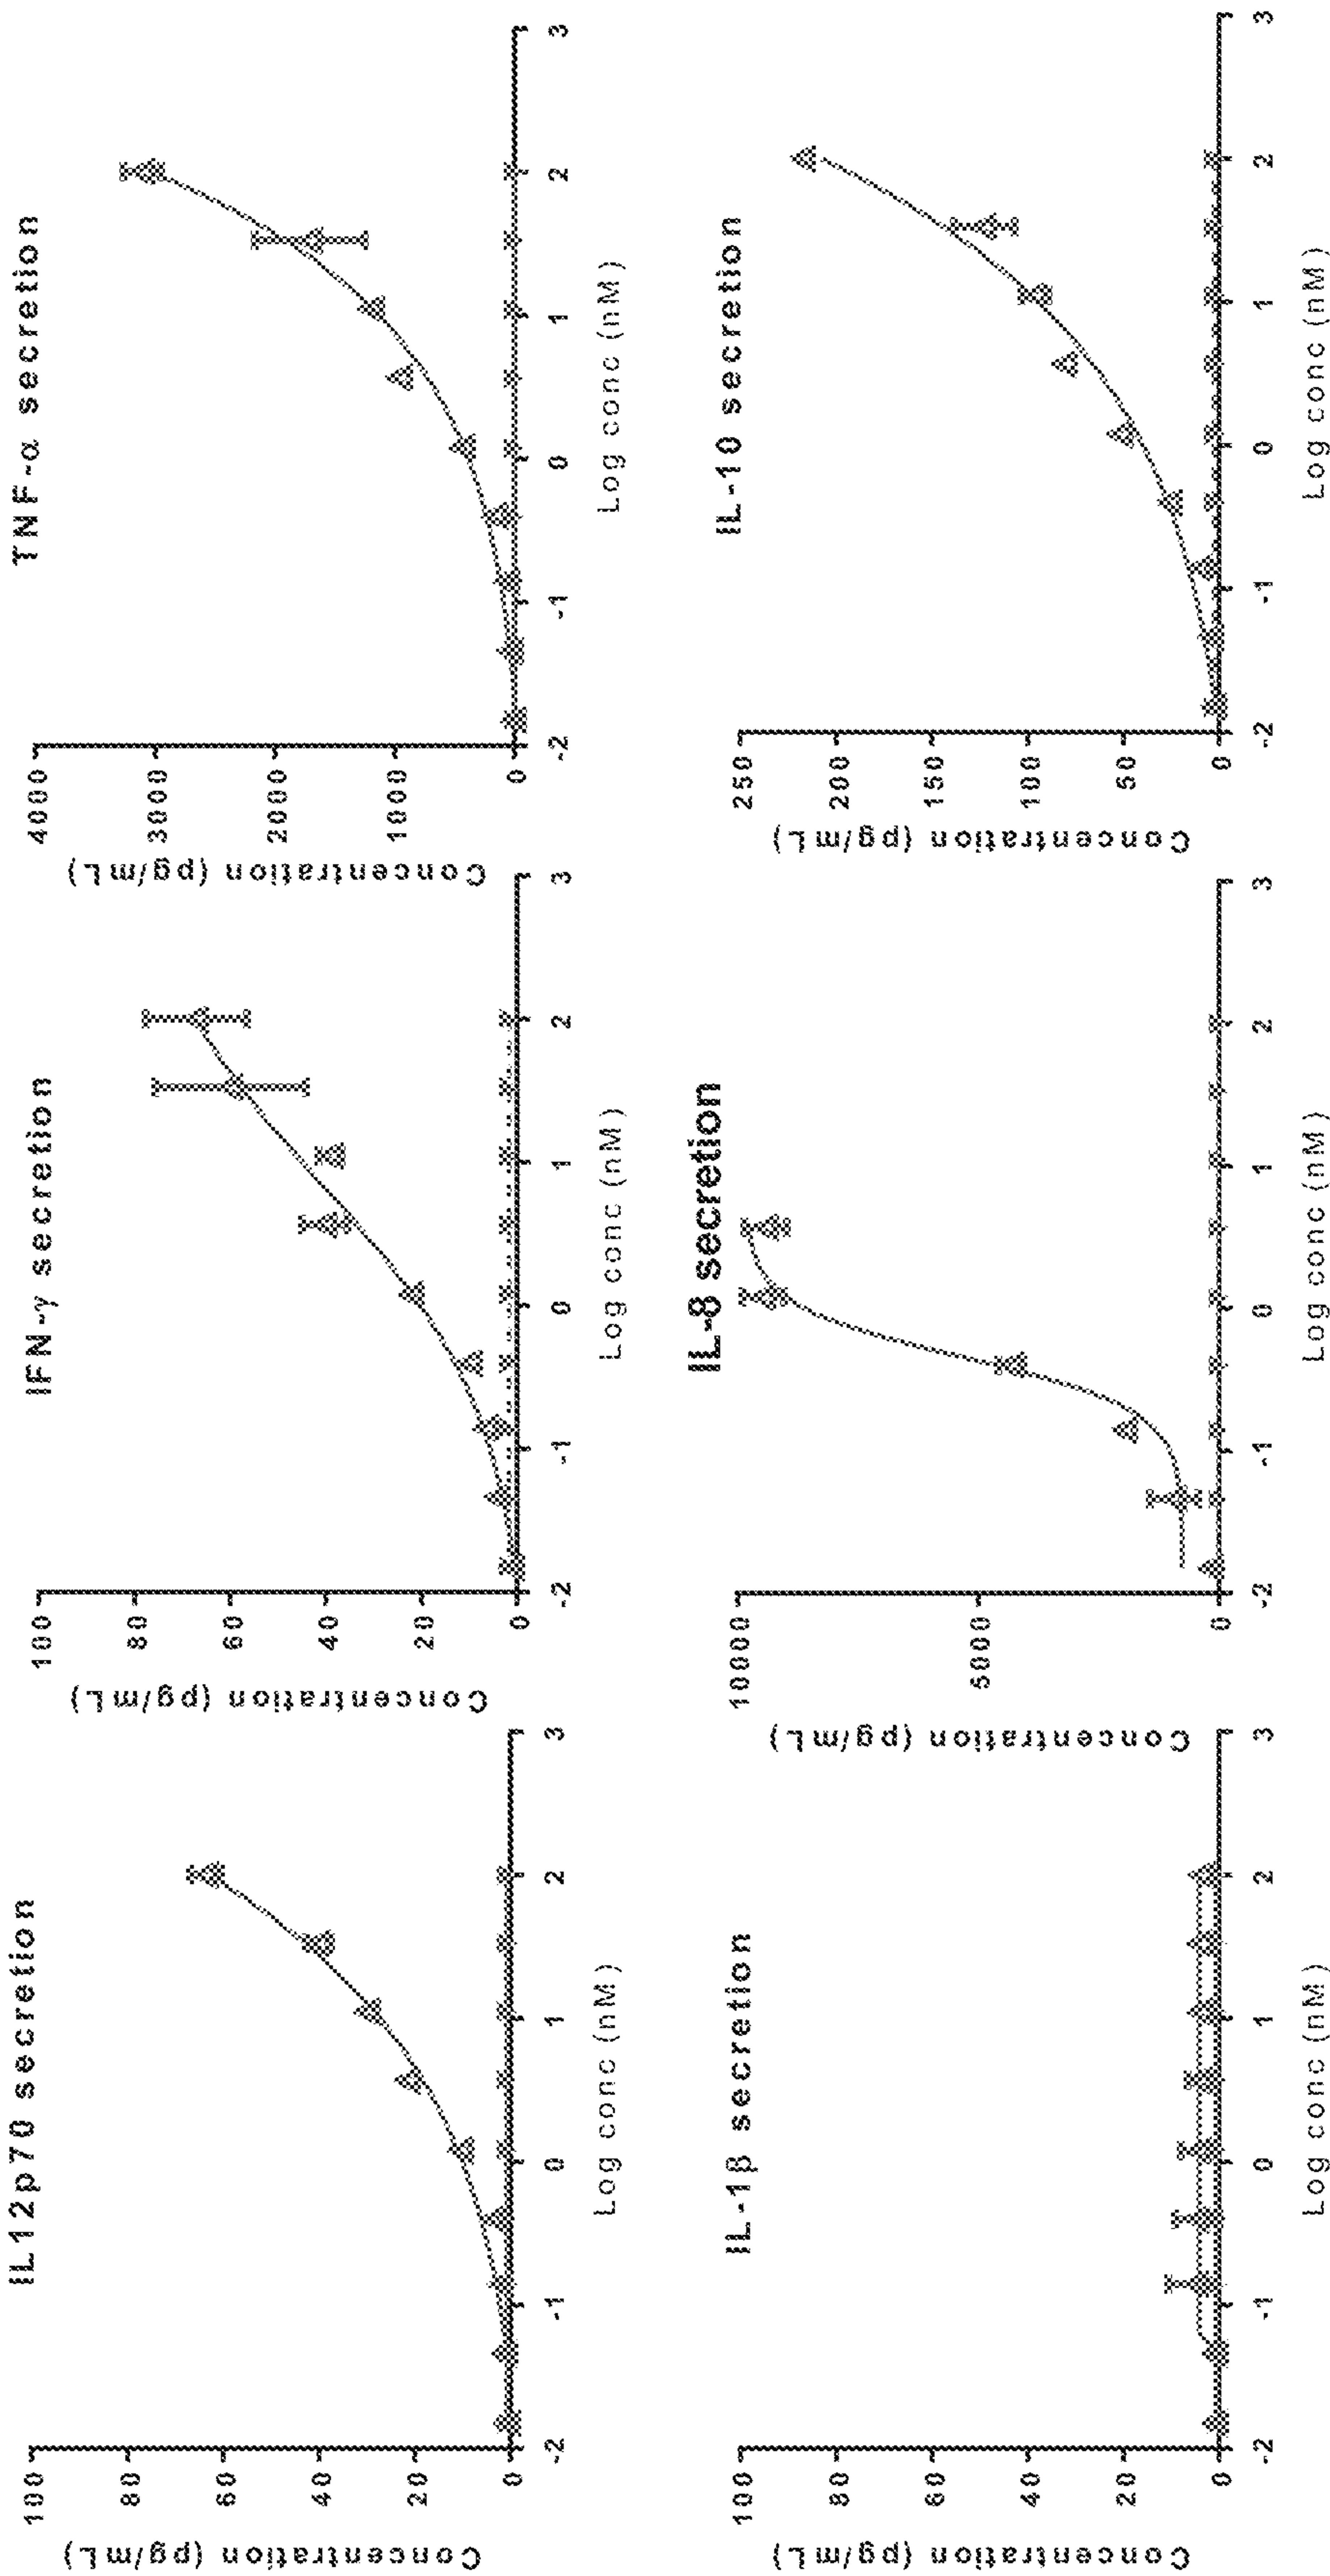 IL12p70 secretion
Concentration (pg/mL)
100
80
60
40
20
0
-2 -1 0 1 2 3
Log conc (nM)
IFN-γ secretion
Concentration (pg/mL)
100
80
60
40
20
0
-2 -1 0 1 2 3
Log conc (nM)
TNF-α secretion
Concentration (pg/mL)
4000
3000
2000
1000
0
-2 -1 0 1 2 3
Log conc (nM)
IL-1β secretion
Concentration (pg/mL)
100
80
60
40
20
0
-2 -1 0 1 2 3
Log conc (nM)
IL-8 secretion
Concentration (pg/mL)
10000
5000
0
-2 -1 0 1 2 3
Log conc (nM)
IL-10 secretion
Concentration (pg/mL)
250
200
150
100
50
0
-2 -1 0 1 2 3
Log conc (nM)